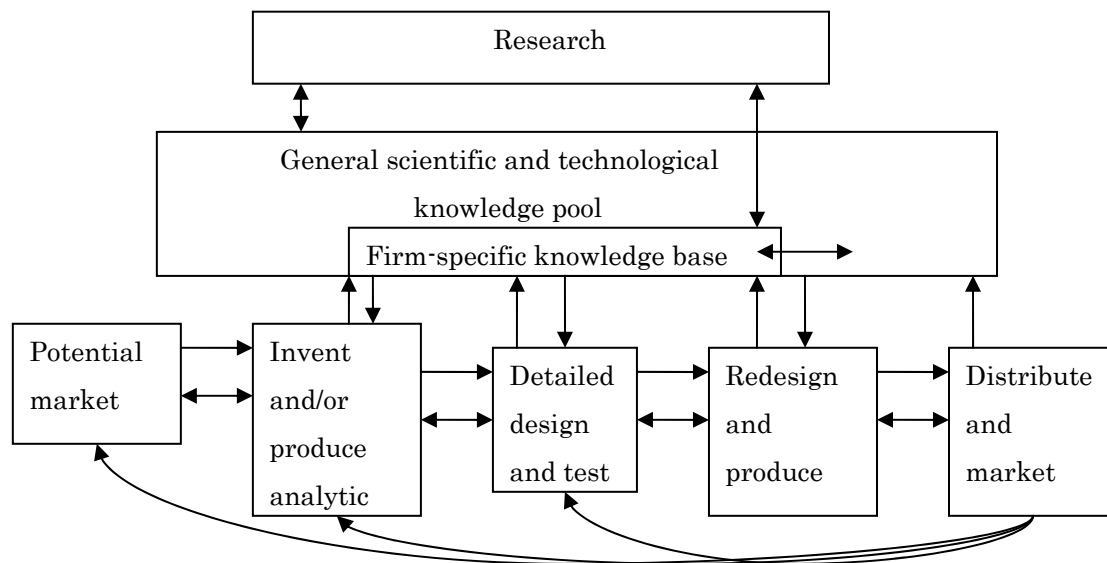 Research
General scientific and technological
knowledge pool
Firm-specific knowledge base
Potential
market
Invent
and/or
produce
analytic
Detailed
design
and test
Redesign
and
produce
Distribute
and
market